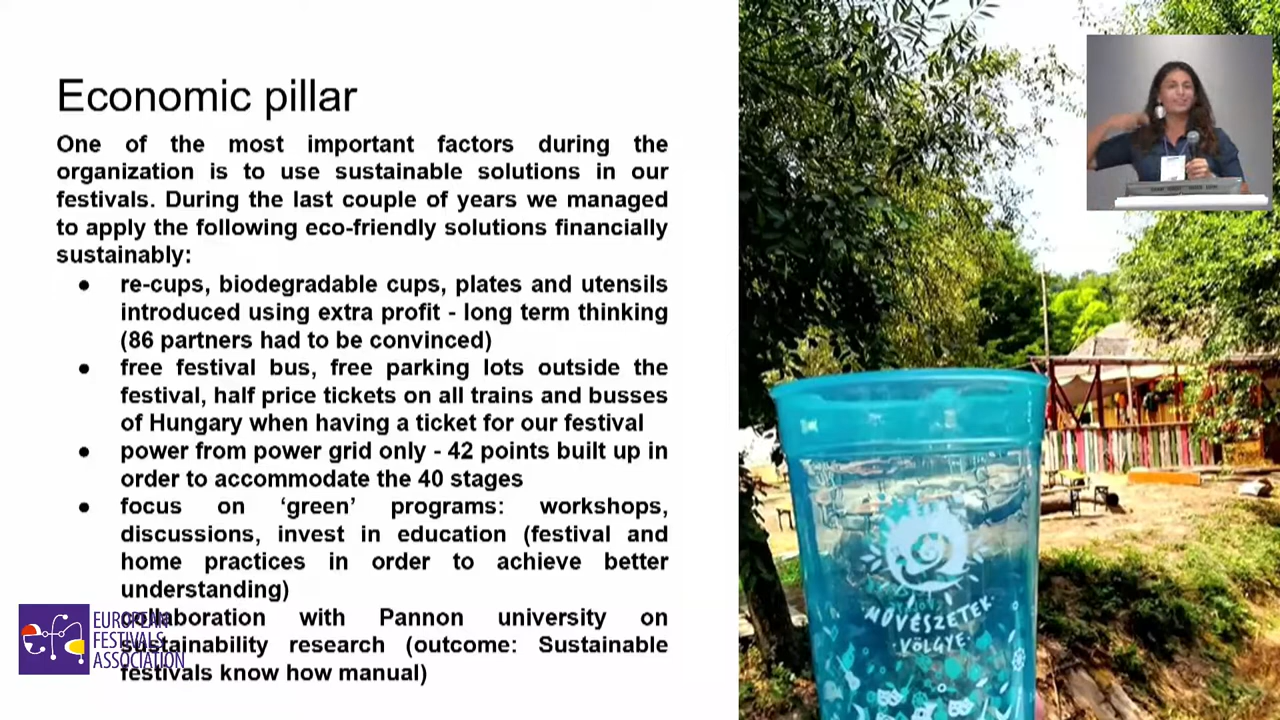 Economic pillar
One of the most important factors during the
organization is to use sustainable solutions in our
festivals. During the last couple of years we managed
to apply the following eco-friendly solutions financially
sustainably:
● re-cups, biodegradable cups, plates and utensils
introduced using extra profit - long term thinking
(86 partners had to be convinced)
● free festival bus, free parking lots outside the
festival, half price tickets on all trains and busses
of Hungary when having a ticket for our festival
● power from power grid only - 42 points built up in
order to accommodate the 40 stages
● focus on ‘green’ programs: workshops,
discussions, invest in education (festival and
home practices in order to achieve better
understanding)
collaboration with Pannon university on
sustainability research (outcome: Sustainable
festivals know how manual)
EUROPEAN
FESTIVALS
ASSOCIATION
MŰVÉSZETEK
VÖLGYE